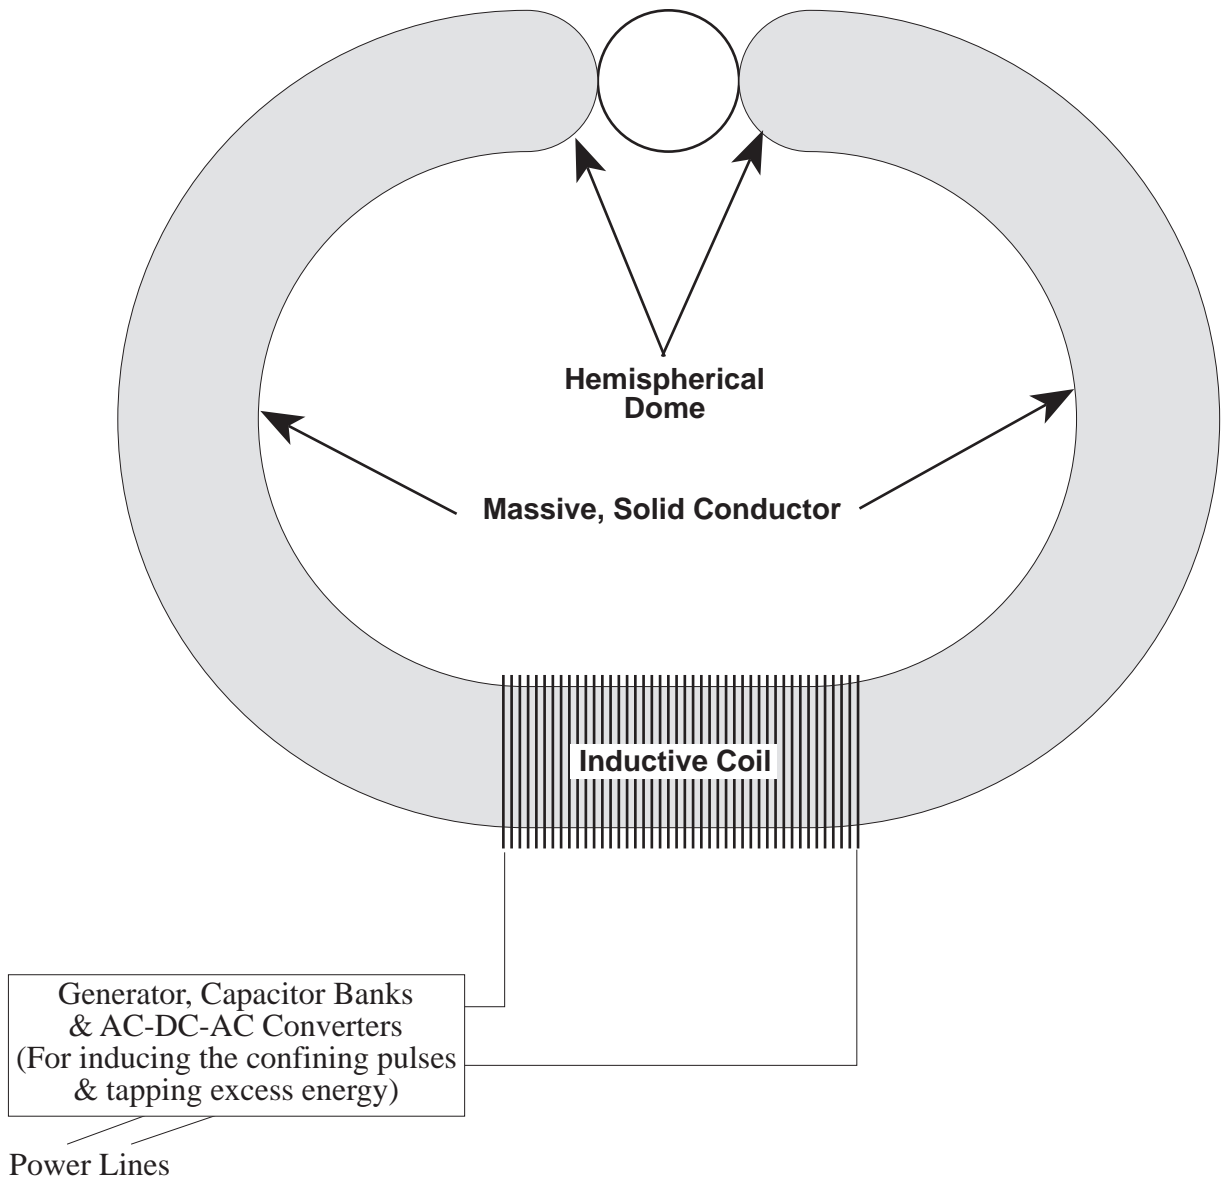 Hemispherical
Dome
Massive, Solid Conductor
Inductive Coil
Generator, Capacitor Banks
& AC-DC-AC Converters
(For inducing the confining pulses
& tapping excess energy)
Power Lines